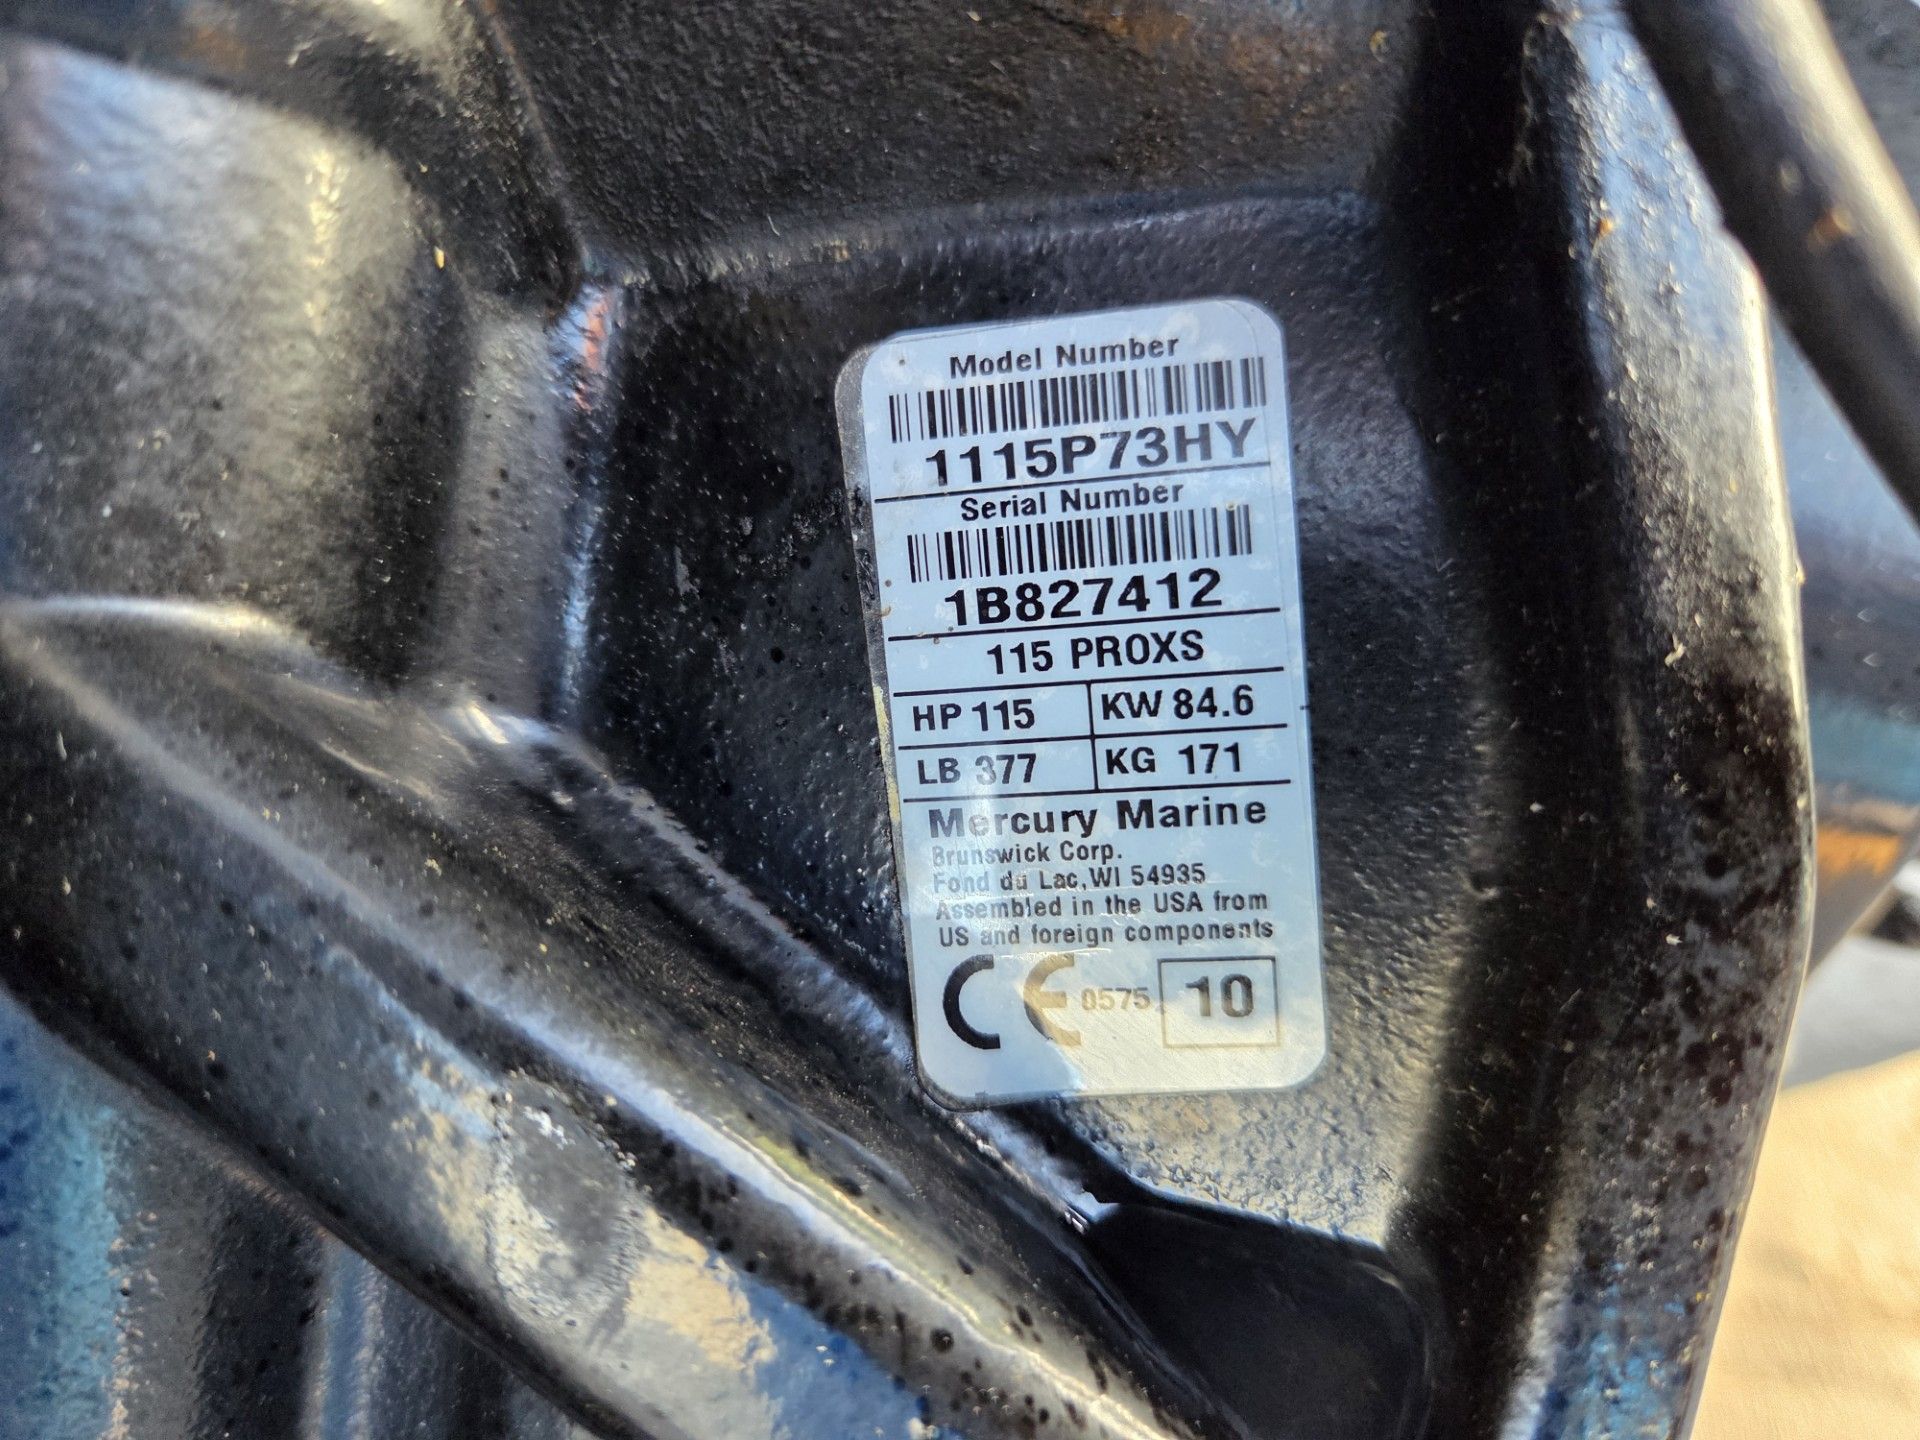 Model Number
1115P73HY
Serial Number
1B827412
115 PROXS
HP 115 KW 84.6
LB 377 KG 171
Mercury Marine
Brunswick Corp.
Fond du Lac, WI 54935
Assembled in the USA from
US and foreign components
CE 0575 10